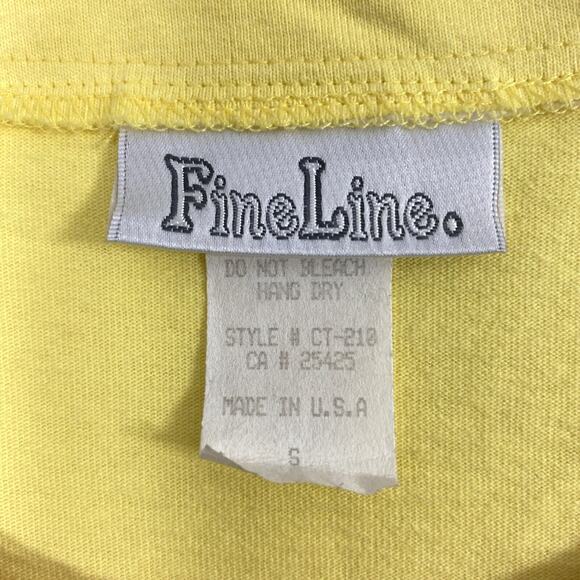 FineLine.
DO NOT BLEACH
HANG DRY
STYLE # CT-210
CA # 25425
MADE IN U.S.A
S